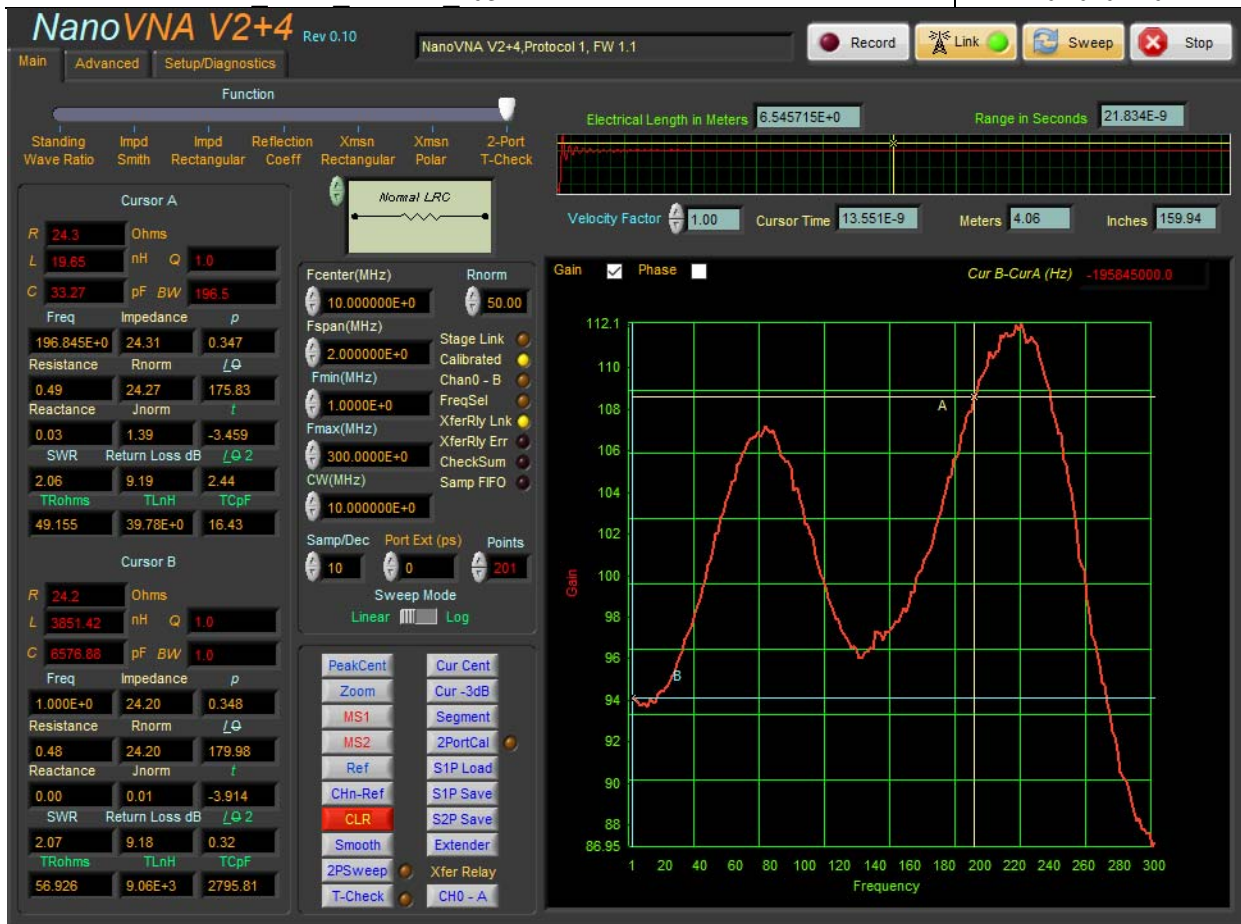 NanoVNA V2+4 Rev 0.10
NanoVNA V2+4,Protocol 1, FW 1.1
Record Link Sweep Stop
Main Advanced Setup/Diagnostics
Function
Standing Wave Ratio
Impd Smith
Impd Rectangular
Reflection Coeff
Xmsn Rectangular
Xmsn Polar
2-Port T-Check
Electrical Length in Meters 6.545715E+0 Range in Seconds 21.834E-9
Velocity Factor 1.00 Cursor Time 13.551E-9 Meters 4.06 Inches 159.94
Cursor A
R 24.3 Ohms
L 19.65 nH Q 1.0
C 33.27 pF BW 196.5
Freq Impedance p
196.845E+0 24.31 0.347
Resistance Rnorm /Θ
0.49 24.27 175.83
Reactance Jnorm t
0.03 1.39 -3.459
SWR Return Loss dB /Θ 2
2.06 9.19 2.44
TRohms TLnH TCpF
49.155 39.78E+0 16.43
Cursor B
R 24.2 Ohms
L 3851.42 nH Q 1.0
C 6576.88 pF BW 1.0
Freq Impedance p
1.000E+0 24.20 0.348
Resistance Rnorm /Θ
0.48 24.20 179.98
Reactance Jnorm t
0.00 0.01 -3.914
SWR Return Loss dB /Θ 2
2.07 9.18 0.32
TRohms TLnH TCpF
56.926 9.06E+3 2795.81
Normal LRC
Fcenter(MHz) Rnorm
10.000000E+0 50.00
Fspan(MHz)
2.000000E+0
Fmin(MHz)
1.0000E+0
Fmax(MHz)
300.0000E+0
CW(MHz)
10.000000E+0
Stage Link
Calibrated
Chan0 - B
FreqSel
XferRly Lnk
XferRly Err
CheckSum
Samp FIFO
Samp/Dec Port Ext (ps) Points
10 0 201
Sweep Mode
Linear Log
PeakCent Cur Cent
Zoom Cur -3dB
MS1 Segment
MS2 2PortCal
Ref S1P Load
CHn-Ref S1P Save
CLR S2P Save
Smooth Extender
2PSweep Xfer Relay
T-Check CH0 - A
Gain Phase Cur B-CurA (Hz) -195845000.0
112.1
110
108
106
104
102
100
98
96
94
92
90
88
86.95
Gain
A
B
1 20 40 60 80 100 120 140 160 180 200 220 240 260 280 300
Frequency